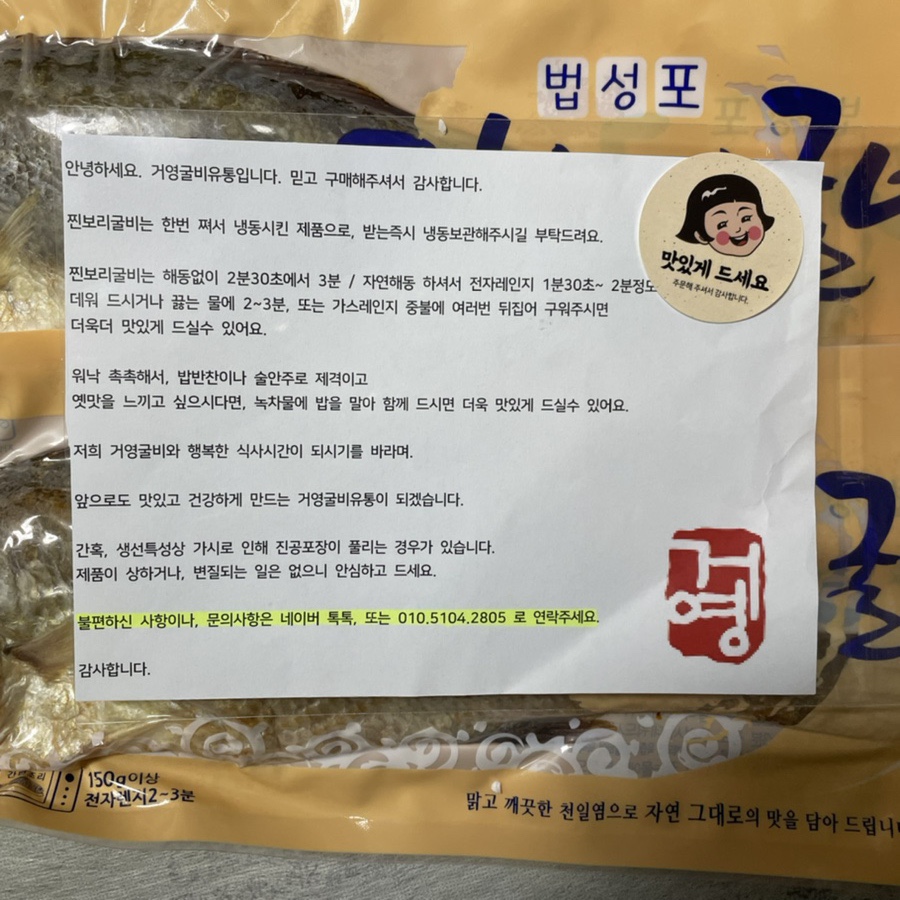 법성포
안녕하세요. 거영굴비유통입니다. 믿고 구매해주셔서 감사합니다.
찐보리굴비는 한번 쪄서 냉동시킨 제품으로, 받는즉시 냉동보관해주시길 부탁드려요.
찐보리굴비는 해동없이 2분30초에서 3분 / 자연해동 하셔서 전자레인지 1분30초~ 2분정도
데워 드시거나 끓는 물에 2~3분, 또는 가스레인지 중불에 여러번 뒤집어 구워주시면
더욱더 맛있게 드실수 있어요.
워낙 촉촉해서, 밥반찬이나 술안주로 제격이고
옛맛을 느끼고 싶으시다면, 녹차물에 밥을 말아 함께 드시면 더욱 맛있게 드실수 있어요.
저희 거영굴비와 행복한 식사시간이 되시기를 바라며.
앞으로도 맛있고 건강하게 만드는 거영굴비유통이 되겠습니다.
간혹, 생선특성상 가시로 인해 진공포장이 풀리는 경우가 있습니다.
제품이 상하거나, 변질되는 일은 없으니 안심하고 드세요.
불편하신 사항이나, 문의사항은 네이버 톡톡, 또는 010.5104.2805 로 연락주세요.
감사합니다.
맛있게 드세요
주문해 주셔서 감사합니다.
거영
굴
150g이상
전자렌지2~3분
맑고 깨끗한 천일염으로 자연 그대로의 맛을 담아 드립니